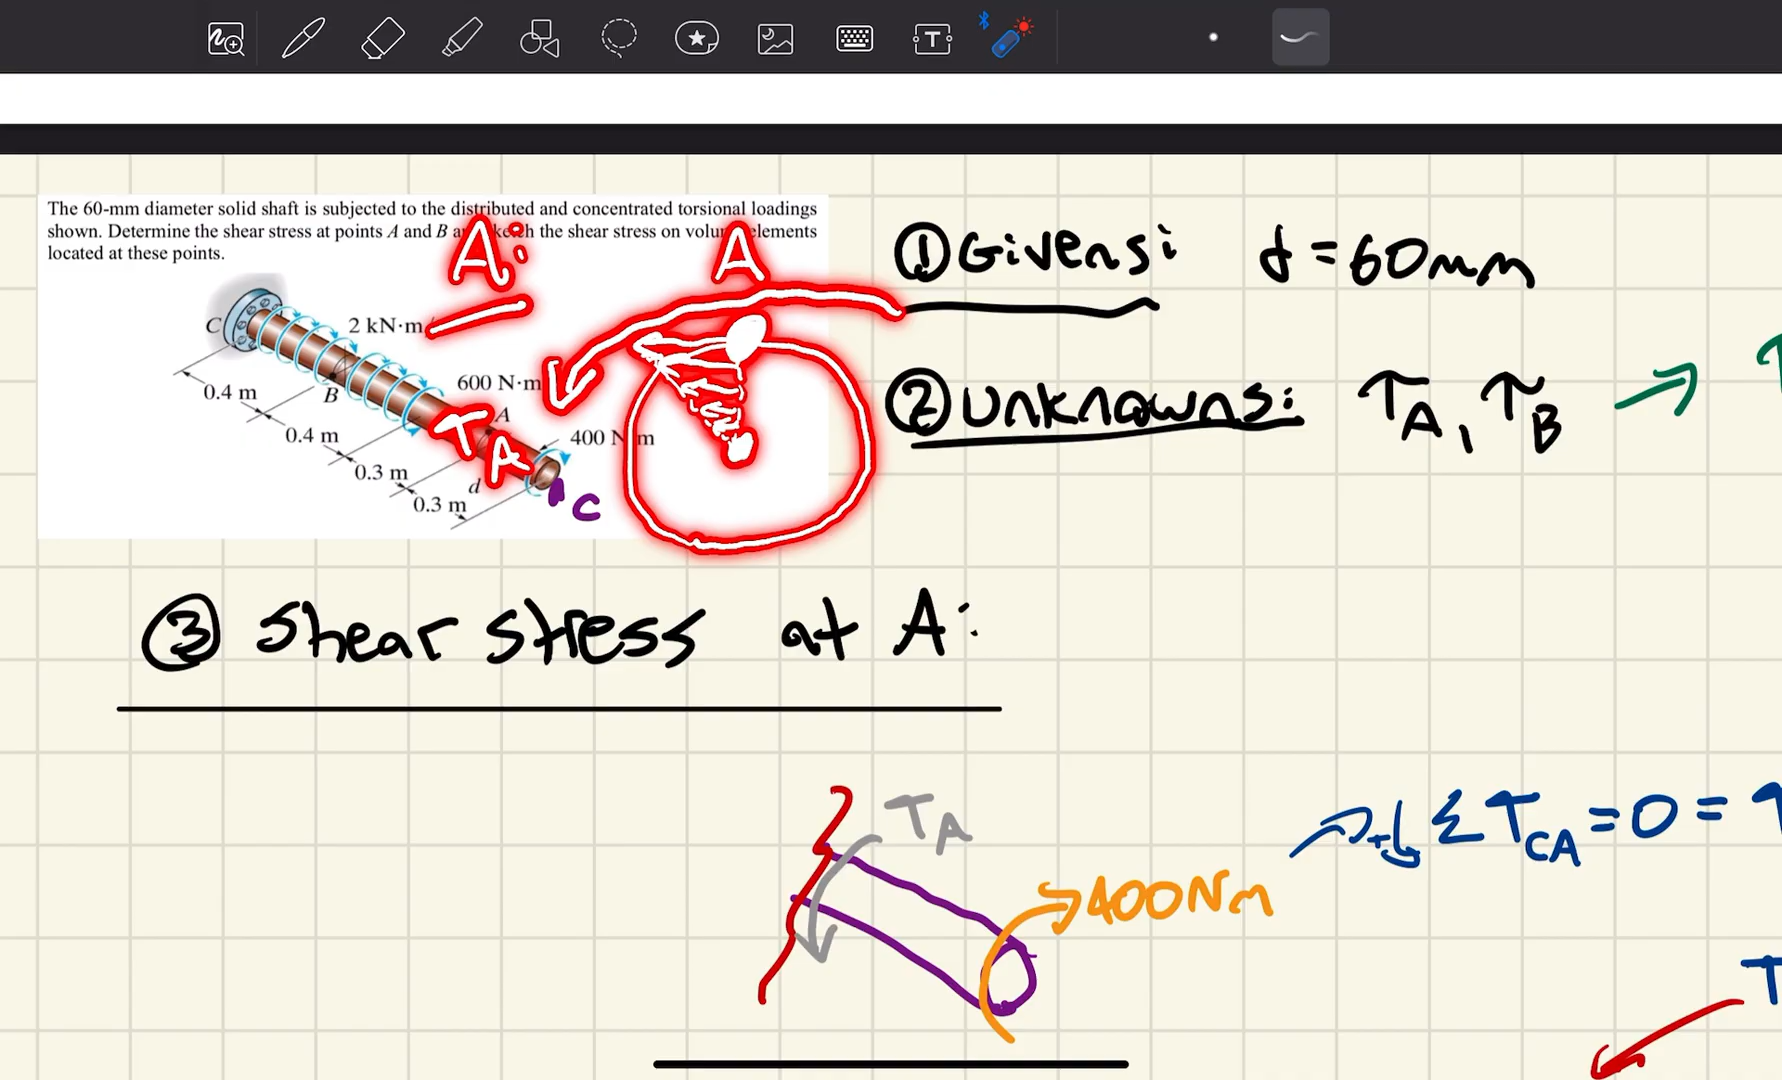 The 60-mm diameter solid shaft is subjected to the distributed and concentrated torsional loadings
shown. Determine the shear stress at points A and B a ketch the shear stress on volu elements
located at these points.
A:
A
C
2 kN·m
600 N·m
A
400 N m
B
0.4 m
0.4 m
0.3 m
0.3 m
d
TA
C
① Givens: d = 60mm
② Unknowns: τA, τB
③ Shear stress at A:
TA
400Nm
+ ΣTCA = 0 =
T